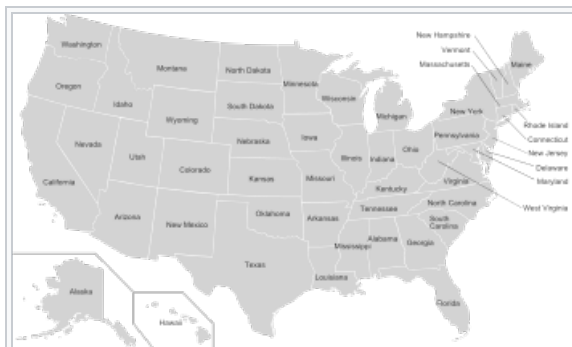 New Hampshire
Vermont
Massachusetts
Washington
Montana
North Dakota
Minnesota
Maine
Oregon
Idaho
Wyoming
South Dakota
Wisconsin
Michigan
New York
Rhode Island
Connecticut
New Jersey
Delaware
Maryland
West Virginia
Nevada
Utah
Colorado
Nebraska
Iowa
Illinois
Indiana
Ohio
Pennsylvania
California
Kansas
Missouri
Kentucky
Virginia
Arizona
New Mexico
Oklahoma
Arkansas
Tennessee
North Carolina
South
Carolina
Texas
Louisiana
Mississippi
Alabama
Georgia
Florida
Alaska
Hawaii